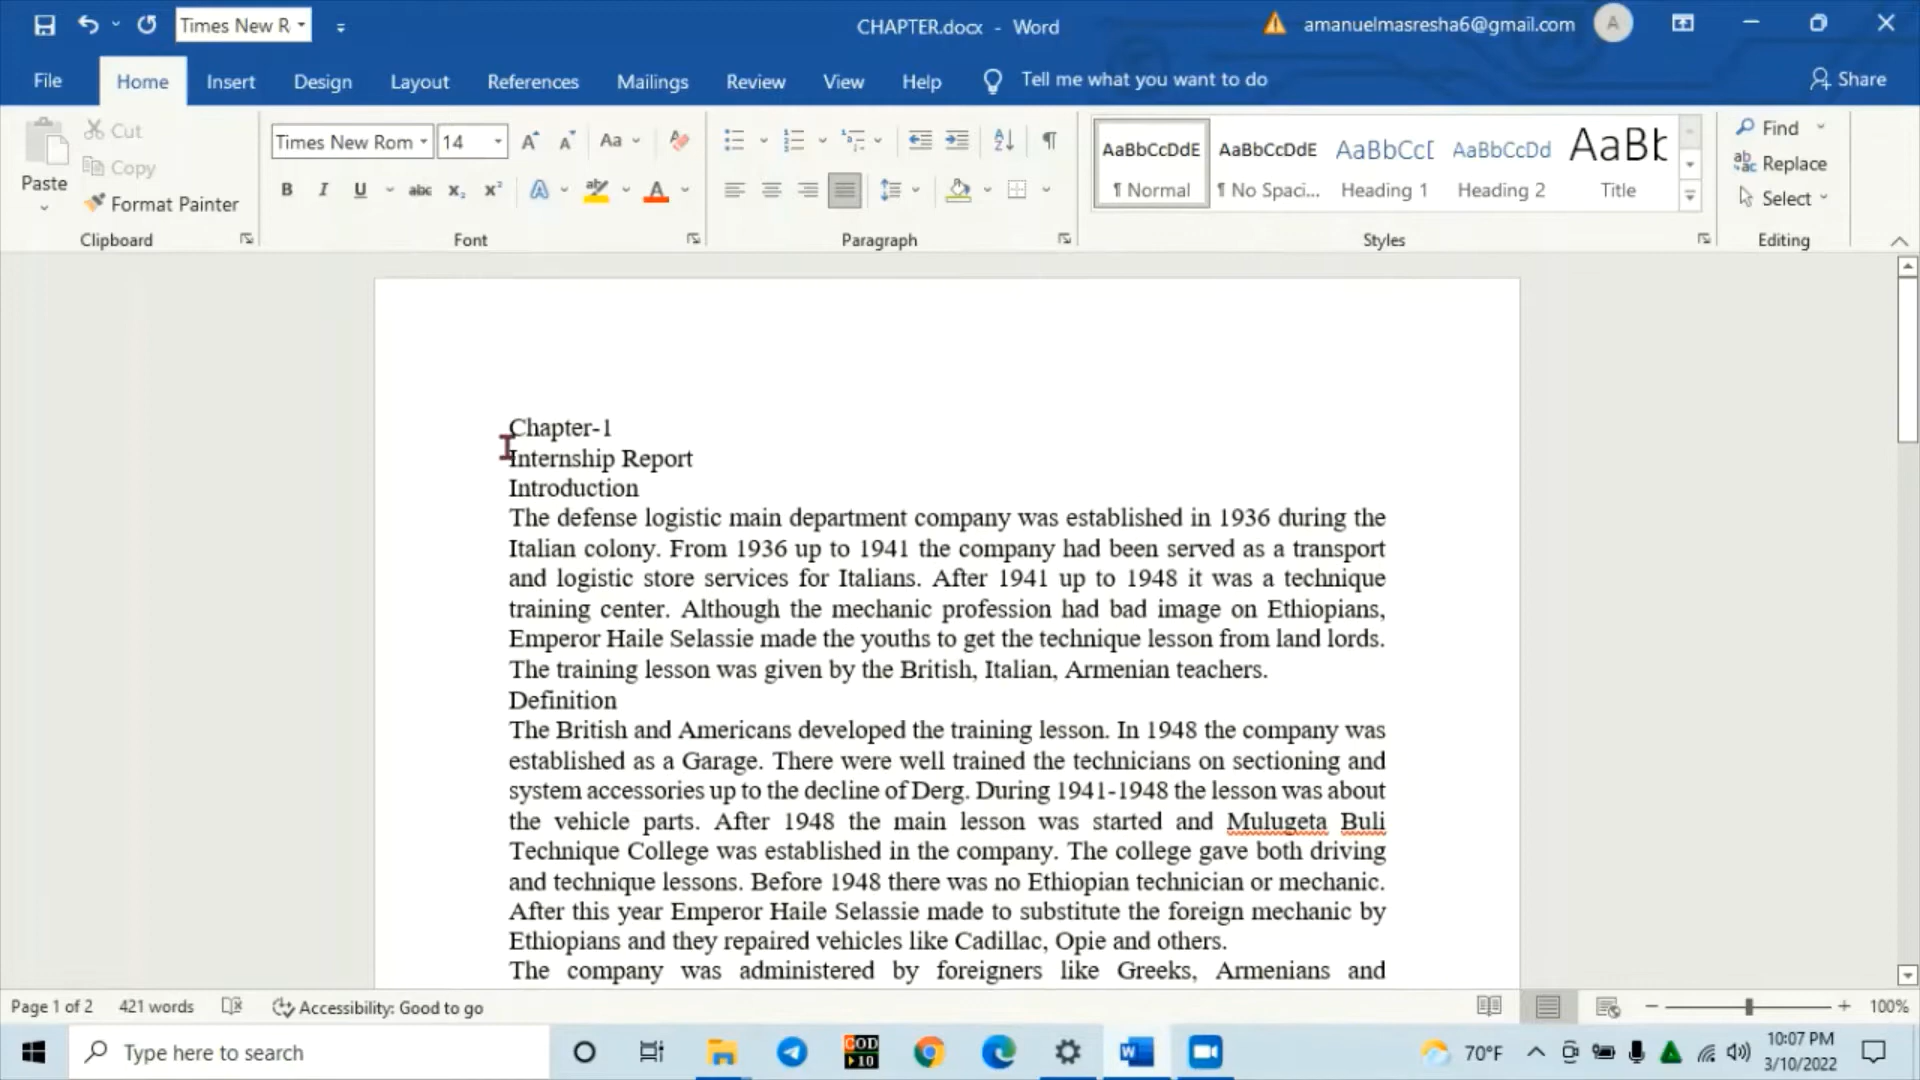 Times New R
CHAPTER.docx - Word
amanuelmasresha6@gmail.com
A
File
Home
Insert
Design
Layout
References
Mailings
Review
View
Help
Tell me what you want to do
Share
Paste
Cut
Copy
Format Painter
Clipboard
Times New Rom
14
Aa
B I U abc x₂ x²
Font
Paragraph
AaBbCcDdE
¶ Normal
AaBbCcDdE
¶ No Spaci...
AaBbCcD
Heading 1
AaBbCcDd
Heading 2
AaBb
Title
Styles
Find
Replace
Select
Editing
Chapter-1
Internship Report
Introduction
The defense logistic main department company was established in 1936 during the
Italian colony. From 1936 up to 1941 the company had been served as a transport
and logistic store services for Italians. After 1941 up to 1948 it was a technique
training center. Although the mechanic profession had bad image on Ethiopians,
Emperor Haile Selassie made the youths to get the technique lesson from land lords.
The training lesson was given by the British, Italian, Armenian teachers.
Definition
The British and Americans developed the training lesson. In 1948 the company was
established as a Garage. There were well trained the technicians on sectioning and
system accessories up to the decline of Derg. During 1941-1948 the lesson was about
the vehicle parts. After 1948 the main lesson was started and Mulugeta Buli
Technique College was established in the company. The college gave both driving
and technique lessons. Before 1948 there was no Ethiopian technician or mechanic.
After this year Emperor Haile Selassie made to substitute the foreign mechanic by
Ethiopians and they repaired vehicles like Cadillac, Opie and others.
The company was administered by foreigners like Greeks, Armenians and
Page 1 of 2
421 words
Accessibility: Good to go
100%
Type here to search
COD
10
70°F
10:07 PM
3/10/2022